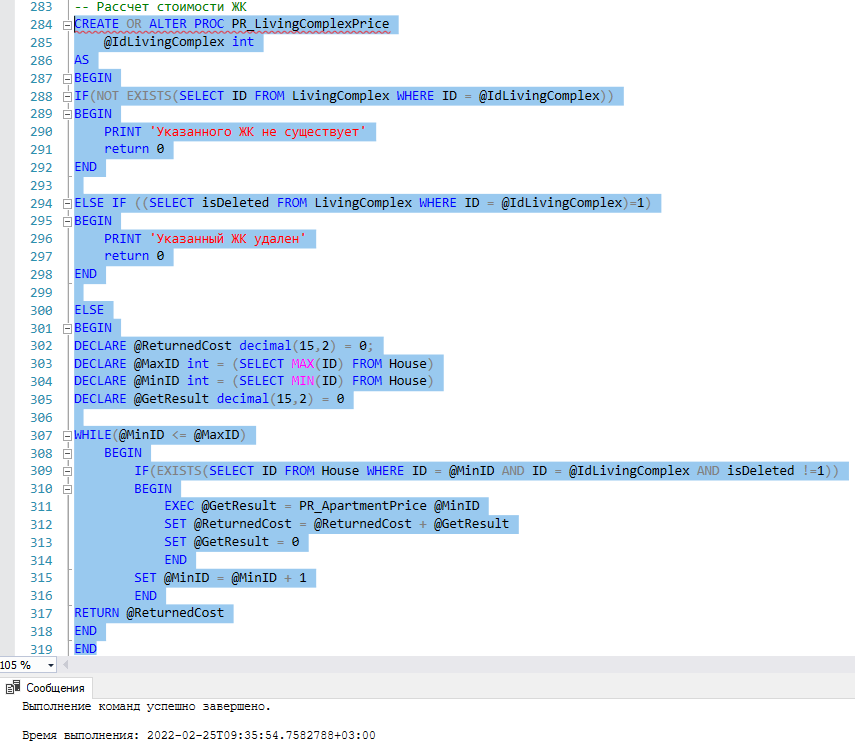 283 -- Рассчет стоимости ЖК
284 CREATE OR ALTER PROC PR_LivingComplexPrice
285 @IdLivingComplex int
286 AS
287 BEGIN
288 IF(NOT EXISTS(SELECT ID FROM LivingComplex WHERE ID = @IdLivingComplex))
289 BEGIN
290 PRINT 'Указанного ЖК не существует'
291 return 0
292 END
293
294 ELSE IF ((SELECT isDeleted FROM LivingComplex WHERE ID = @IdLivingComplex)=1)
295 BEGIN
296 PRINT 'Указанный ЖК удален'
297 return 0
298 END
299
300 ELSE
301 BEGIN
302 DECLARE @ReturnedCost decimal(15,2) = 0;
303 DECLARE @MaxID int = (SELECT MAX(ID) FROM House)
304 DECLARE @MinID int = (SELECT MIN(ID) FROM House)
305 DECLARE @GetResult decimal(15,2) = 0
306
307 WHILE(@MinID <= @MaxID)
308 BEGIN
309 IF(EXISTS(SELECT ID FROM House WHERE ID = @MinID AND ID = @IdLivingComplex AND isDeleted !=1))
310 BEGIN
311 EXEC @GetResult = PR_ApartmentPrice @MinID
312 SET @ReturnedCost = @ReturnedCost + @GetResult
313 SET @GetResult = 0
314 END
315 SET @MinID = @MinID + 1
316 END
317 RETURN @ReturnedCost
318 END
319 END
105 %
Сообщения
Выполнение команд успешно завершено.
Время выполнения: 2022-02-25T09:35:54.7582788+03:00